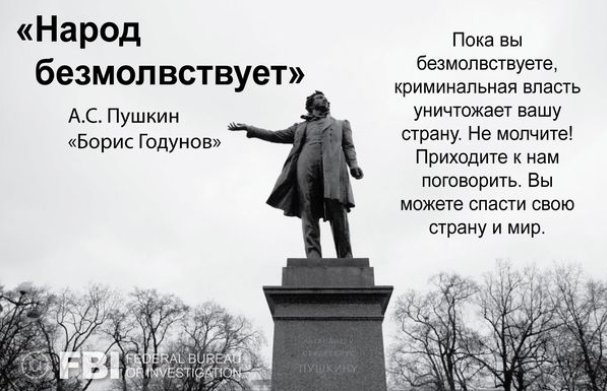 «Народ
безмолвствует»
А.С. Пушкин
«Борис Годунов»
Пока вы
безмолвствуете,
криминальная власть
уничтожает вашу
страну. Не молчите!
Приходите к нам
поговорить. Вы
можете спасти свою
страну и мир.
FBI
FEDERAL BUREAU
OF INVESTIGATION
ПУШКИНУ